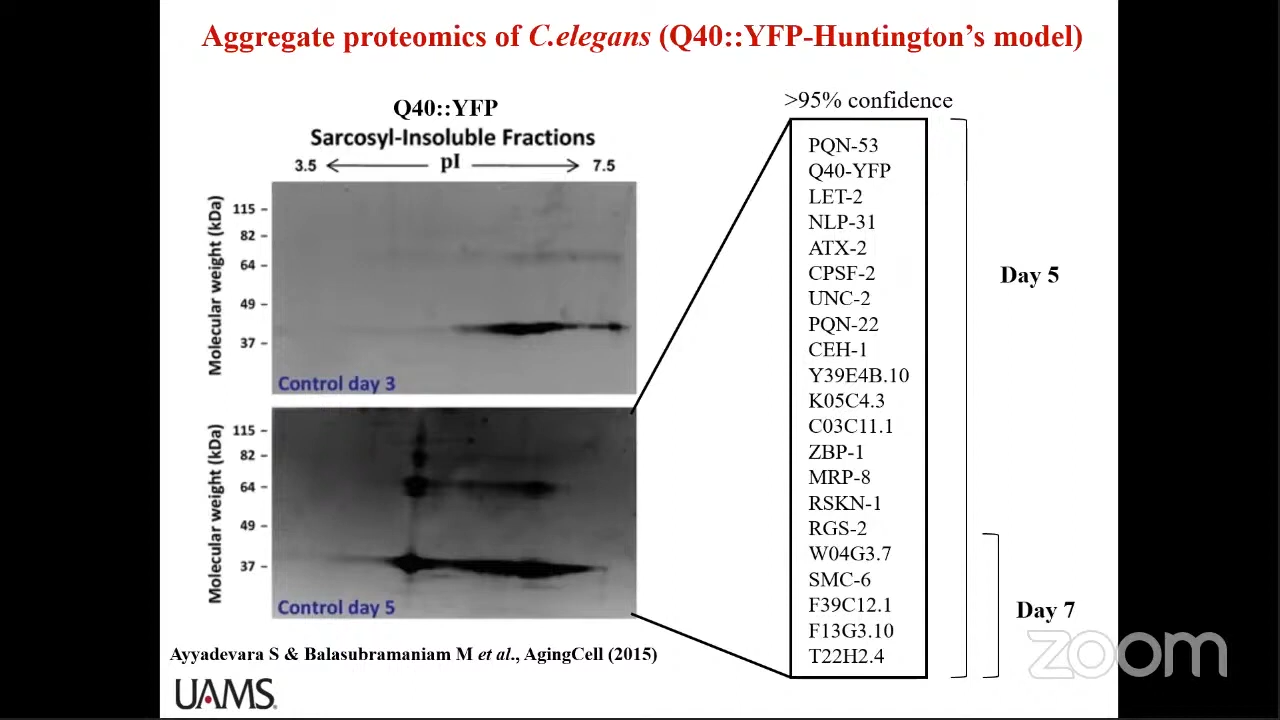 Aggregate proteomics of C.elegans (Q40::YFP-Huntington's model)
Q40::YFP
Sarcosyl-Insoluble Fractions
3.5 pI 7.5
Molecular weight (kDa)
115
82
64
49
37
Control day 3
Molecular weight (kDa)
115
82
64
49
37
Control day 5
>95% confidence
PQN-53
Q40-YFP
LET-2
NLP-31
ATX-2
CPSF-2
UNC-2
PQN-22
CEH-1
Y39E4B.10
K05C4.3
C03C11.1
ZBP-1
MRP-8
RSKN-1
RGS-2
W04G3.7
SMC-6
F39C12.1
F13G3.10
T22H2.4
Day 5
Day 7
Ayyadevara S & Balasubramaniam M et al., AgingCell (2015)
UAMS
zoom